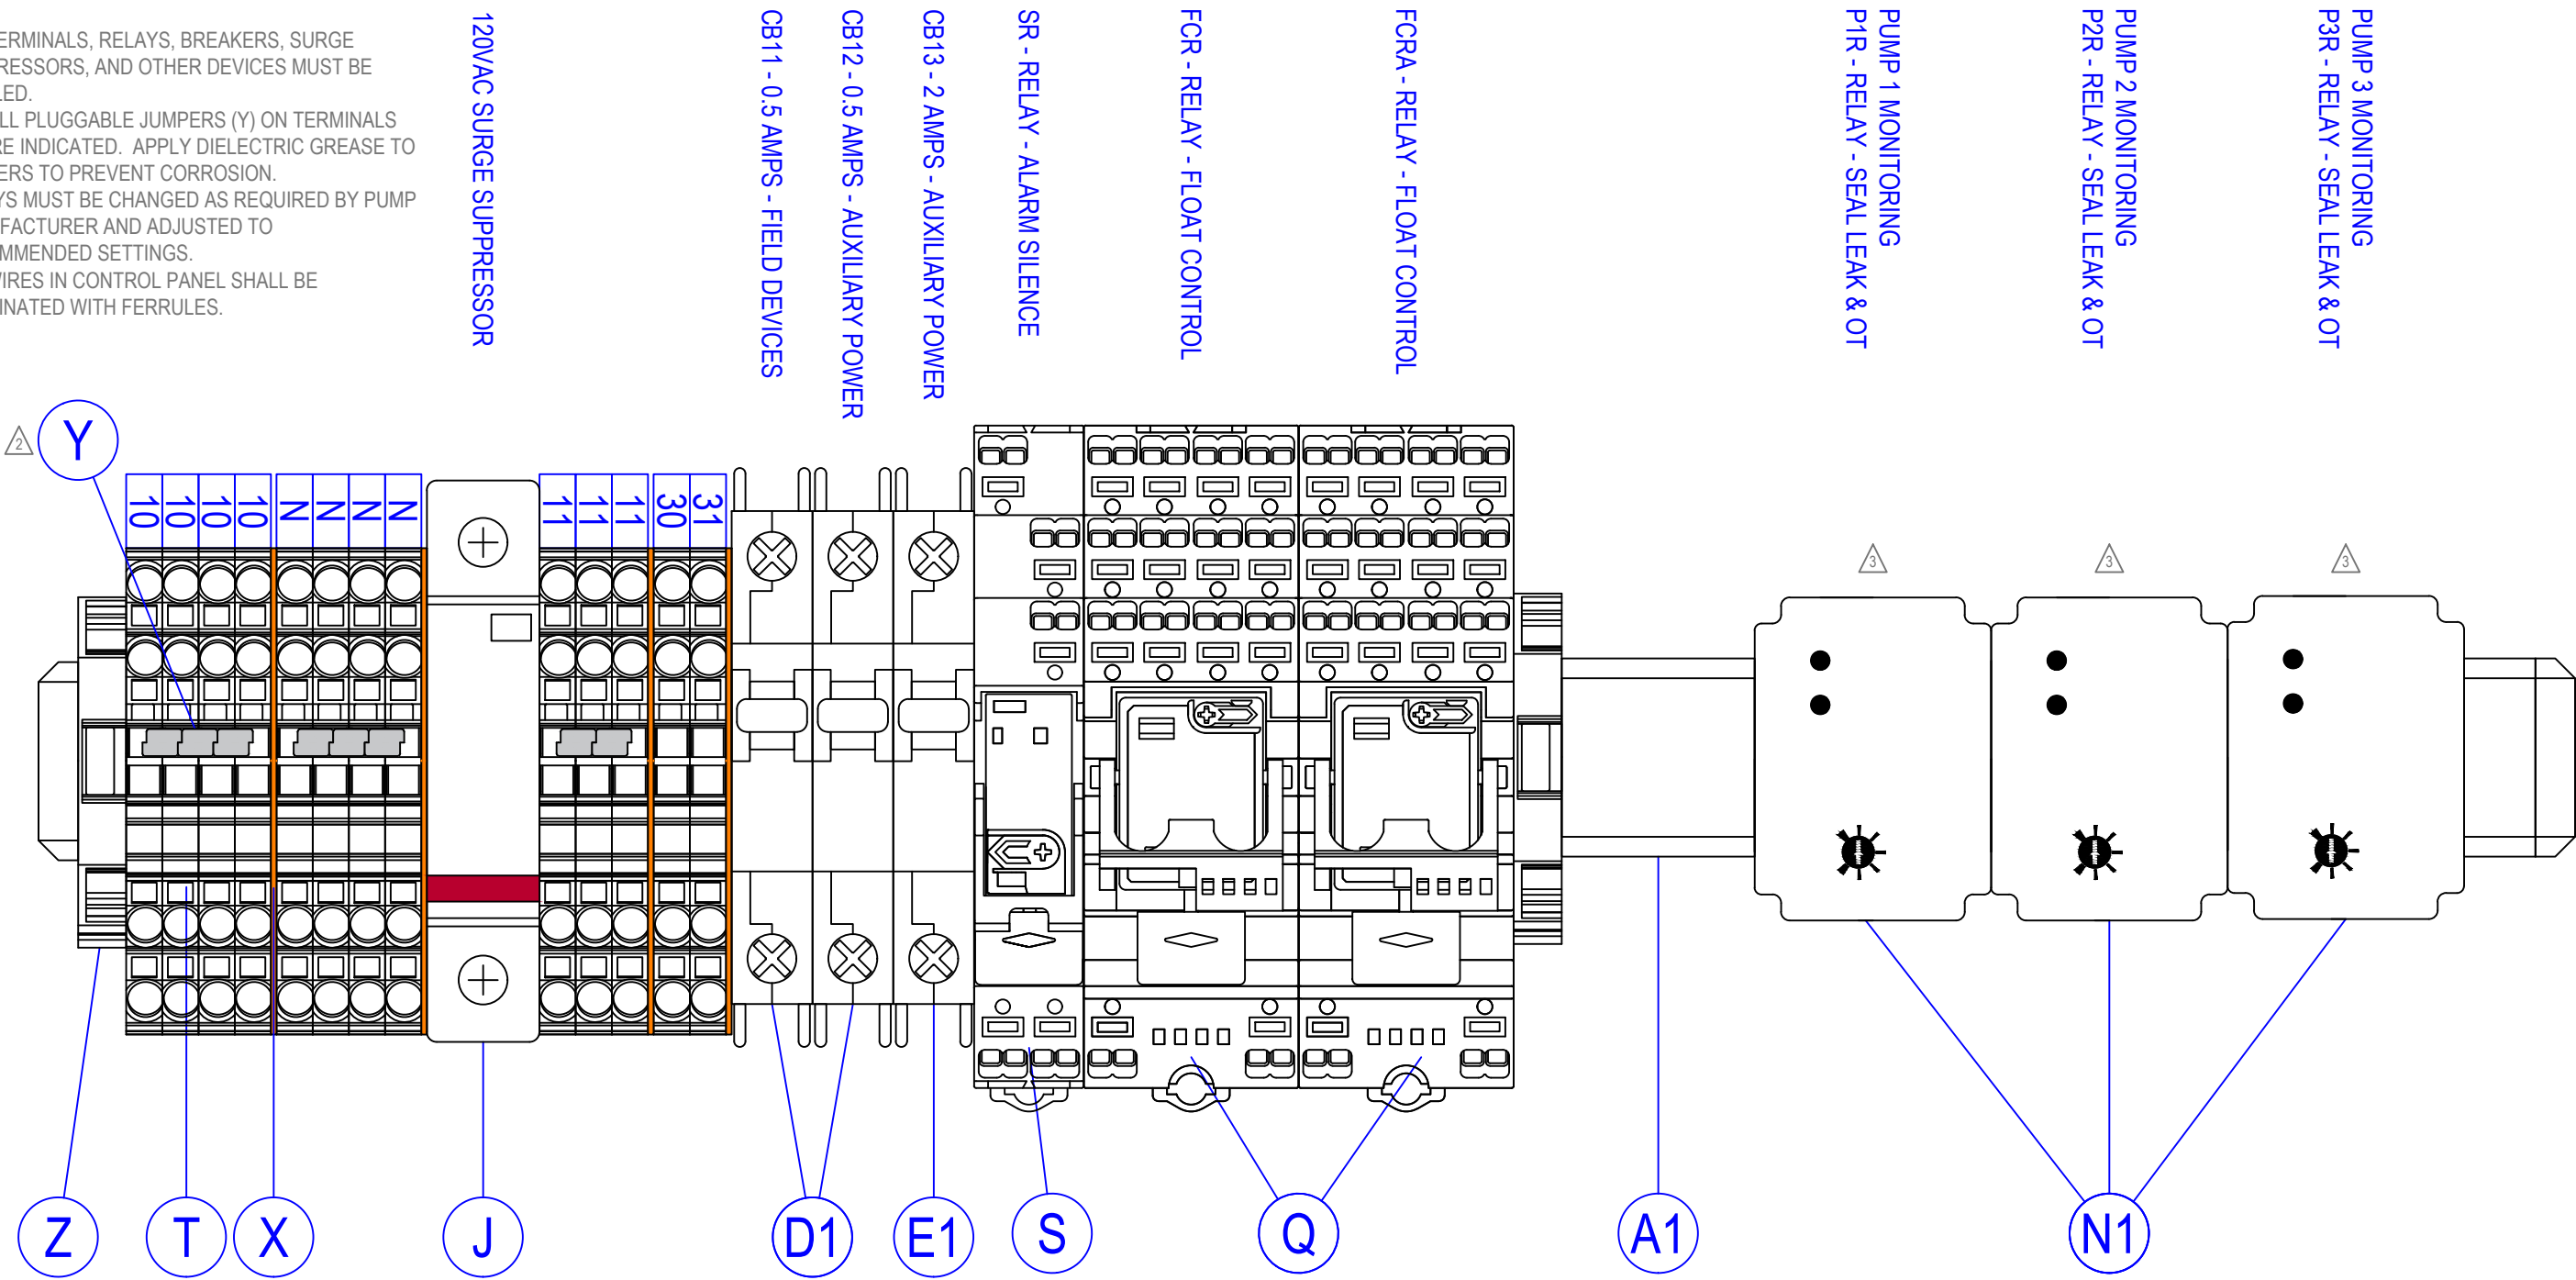 ERMINALS, RELAYS, BREAKERS, SURGE
RESSORS, AND OTHER DEVICES MUST BE
LED.
LL PLUGGABLE JUMPERS (Y) ON TERMINALS
RE INDICATED. APPLY DIELECTRIC GREASE TO
ERS TO PREVENT CORROSION.
YS MUST BE CHANGED AS REQUIRED BY PUMP
FACTURER AND ADJUSTED TO
MMENDED SETTINGS.
WIRES IN CONTROL PANEL SHALL BE
INATED WITH FERRULES.
120VAC SURGE SUPPRESSOR
CB11 - 0.5 AMPS - FIELD DEVICES
CB12 - 0.5 AMPS - AUXILIARY POWER
CB13 - 2 AMPS - AUXILIARY POWER
SR - RELAY - ALARM SILENCE
FCR - RELAY - FLOAT CONTROL
FCRA - RELAY - FLOAT CONTROL
PUMP 1 MONITORING
P1R - RELAY - SEAL LEAK & OT
PUMP 2 MONITORING
P2R - RELAY - SEAL LEAK & OT
PUMP 3 MONITORING
P3R - RELAY - SEAL LEAK & OT
2
Y
10
10
10
10
N
N
N
N
11
11
11
30
31
3
3
3
Z
T
X
J
D1
E1
S
Q
A1
N1